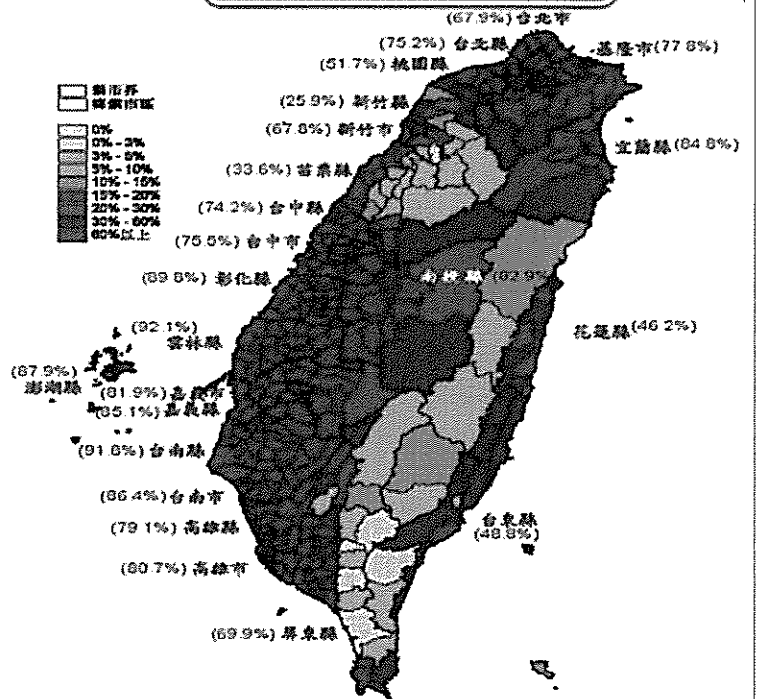 (67.9%) 台北市
(75.2%) 台北縣
基隆市(77.8%)
(51.7%) 桃園縣
縣市界
鄉鎮市區
(25.9%) 新竹縣
0%
0% - 3%
3% - 5%
5% - 10%
10% - 15%
15% - 20%
20% - 30%
30% - 60%
60%以上
(67.8%) 新竹市
宜蘭縣(84.8%)
(33.6%) 苗栗縣
(74.2%) 台中縣
(75.5%) 台中市
(89.8%) 彰化縣
南投縣 (82.9%)
(92.1%)
雲林縣
花蓮縣(46.2%)
(87.9%)
澎湖縣
(81.9%) 嘉義市
(85.1%) 嘉義縣
(91.8%) 台南縣
(86.4%) 台南市
(79.1%) 高雄縣
台東縣
(48.8%)
(80.7%) 高雄市
(69.9%) 屏東縣